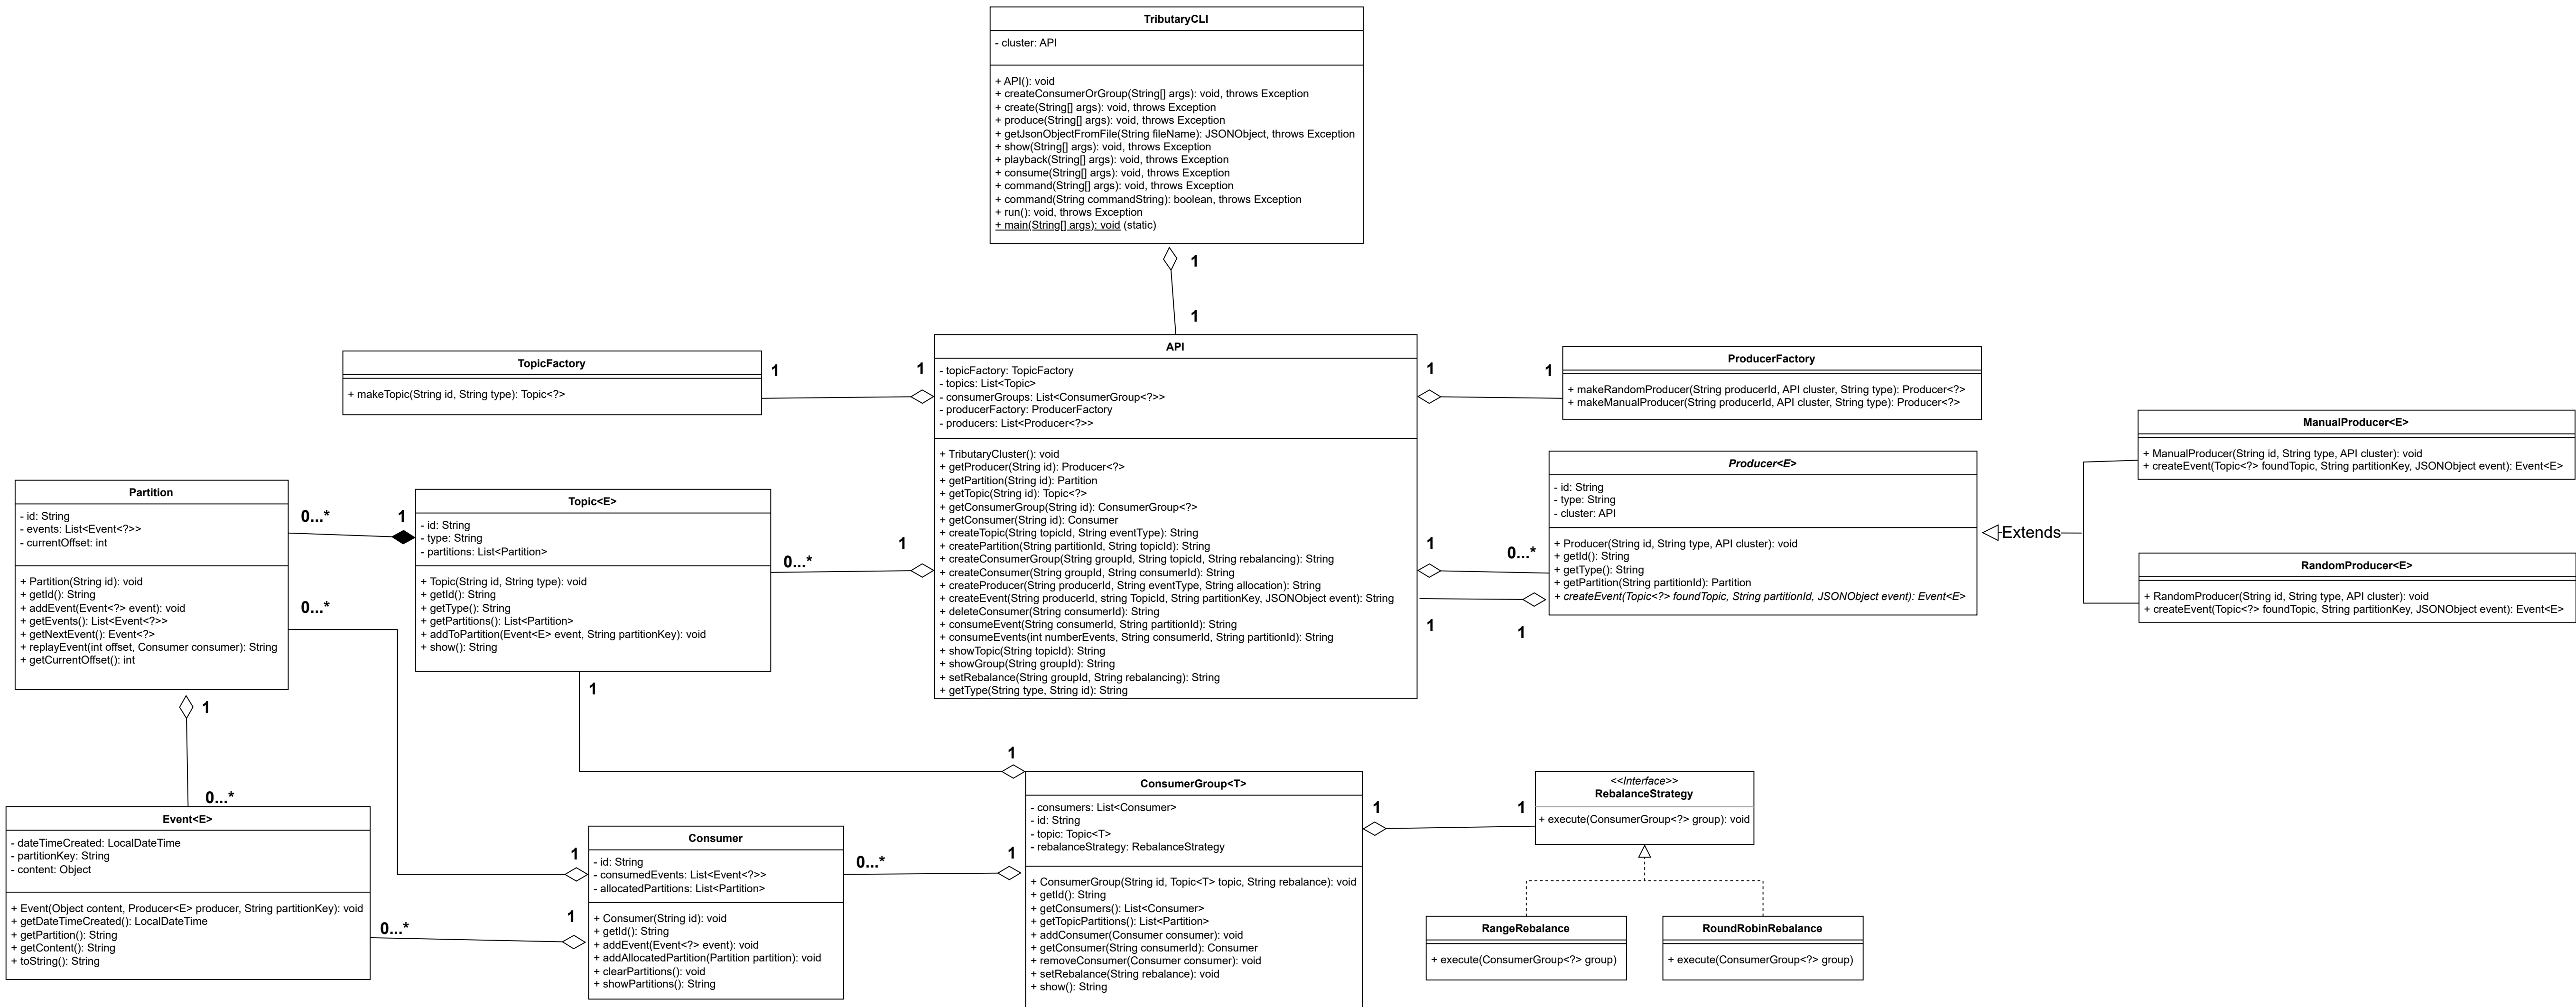 TributaryCLI
- cluster: API
+ API(): void
+ createConsumerOrGroup(String[] args): void, throws Exception
+ create(String[] args): void, throws Exception
+ produce(String[] args): void, throws Exception
+ getJsonObjectFromFile(String fileName): JSONObject, throws Exception
+ show(String[] args): void, throws Exception
+ playback(String[] args): void, throws Exception
+ consume(String[] args): void, throws Exception
+ command(String[] args): void, throws Exception
+ command(String commandString): boolean, throws Exception
+ run(): void, throws Exception
+ main(String[] args): void (static)
1
1
TopicFactory
+ makeTopic(String id, String type): Topic<?>
1
1
API
- topicFactory: TopicFactory
- topics: List<Topic>
- consumerGroups: List<ConsumerGroup<?>>
- producerFactory: ProducerFactory
- producers: List<Producer<?>>
+ TributaryCluster(): void
+ getProducer(String id): Producer<?>
+ getPartition(String id): Partition
+ getTopic(String id): Topic<?>
+ getConsumerGroup(String id): ConsumerGroup<?>
+ getConsumer(String id): Consumer
+ createTopic(String topicId, String eventType): String
+ createPartition(String partitionId, String topicId): String
+ createConsumerGroup(String groupId, String topicId, String rebalancing): String
+ createConsumer(String groupId, String consumerId): String
+ createProducer(String producerId, String eventType, String allocation): String
+ createEvent(String producerId, string TopicId, String partitionKey, JSONObject event): String
+ deleteConsumer(String consumerId): String
+ consumeEvent(String consumerId, String partitionId): String
+ consumeEvents(int numberEvents, String consumerId, String partitionId): String
+ showTopic(String topicId): String
+ showGroup(String groupId): String
+ setRebalance(String groupId, String rebalancing): String
+ getType(String type, String id): String
1
1
ProducerFactory
+ makeRandomProducer(String producerId, API cluster, String type): Producer<?>
+ makeManualProducer(String producerId, API cluster, String type): Producer<?>
Producer<E>
- id: String
- type: String
- cluster: API
+ Producer(String id, String type, API cluster): void
+ getId(): String
+ getType(): String
+ getPartition(String partitionId): Partition
+ createEvent(Topic<?> foundTopic, String partitionId, JSONObject event): Event<E>
1
0...*
1
1
Extends
ManualProducer<E>
+ ManualProducer(String id, String type, API cluster): void
+ createEvent(Topic<?> foundTopic, String partitionKey, JSONObject event): Event<E>
RandomProducer<E>
+ RandomProducer(String id, String type, API cluster): void
+ createEvent(Topic<?> foundTopic, String partitionKey, JSONObject event): Event<E>
Partition
- id: String
- events: List<Event<?>>
- currentOffset: int
+ Partition(String id): void
+ getId(): String
+ addEvent(Event<?> event): void
+ getEvents(): List<Event<?>>
+ getNextEvent(): Event<?>
+ replayEvent(int offset, Consumer consumer): String
+ getCurrentOffset(): int
0...*
1
0...*
Topic<E>
- id: String
- type: String
- partitions: List<Partition>
+ Topic(String id, String type): void
+ getId(): String
+ getType(): String
+ getPartitions(): List<Partition>
+ addToPartition(Event<E> event, String partitionKey): void
+ show(): String
0...*
1
1
1
1
0...*
Event<E>
- dateTimeCreated: LocalDateTime
- partitionKey: String
- content: Object
+ Event(Object content, Producer<E> producer, String partitionKey): void
+ getDateTimeCreated(): LocalDateTime
+ getPartition(): String
+ getContent(): String
+ toString(): String
0...*
1
1
Consumer
- id: String
- consumedEvents: List<Event<?>>
- allocatedPartitions: List<Partition>
+ Consumer(String id): void
+ getId(): String
+ addEvent(Event<?> event): void
+ addAllocatedPartition(Partition partition): void
+ clearPartitions(): void
+ showPartitions(): String
0...*
1
ConsumerGroup<T>
- consumers: List<Consumer>
- id: String
- topic: Topic<T>
- rebalanceStrategy: RebalanceStrategy
+ ConsumerGroup(String id, Topic<T> topic, String rebalance): void
+ getId(): String
+ getConsumers(): List<Consumer>
+ getTopicPartitions(): List<Partition>
+ addConsumer(Consumer consumer): void
+ getConsumer(String consumerId): Consumer
+ removeConsumer(Consumer consumer): void
+ setRebalance(String rebalance): void
+ show(): String
1
1
<<Interface>>
RebalanceStrategy
+ execute(ConsumerGroup<?> group): void
RangeRebalance
+ execute(ConsumerGroup<?> group)
RoundRobinRebalance
+ execute(ConsumerGroup<?> group)